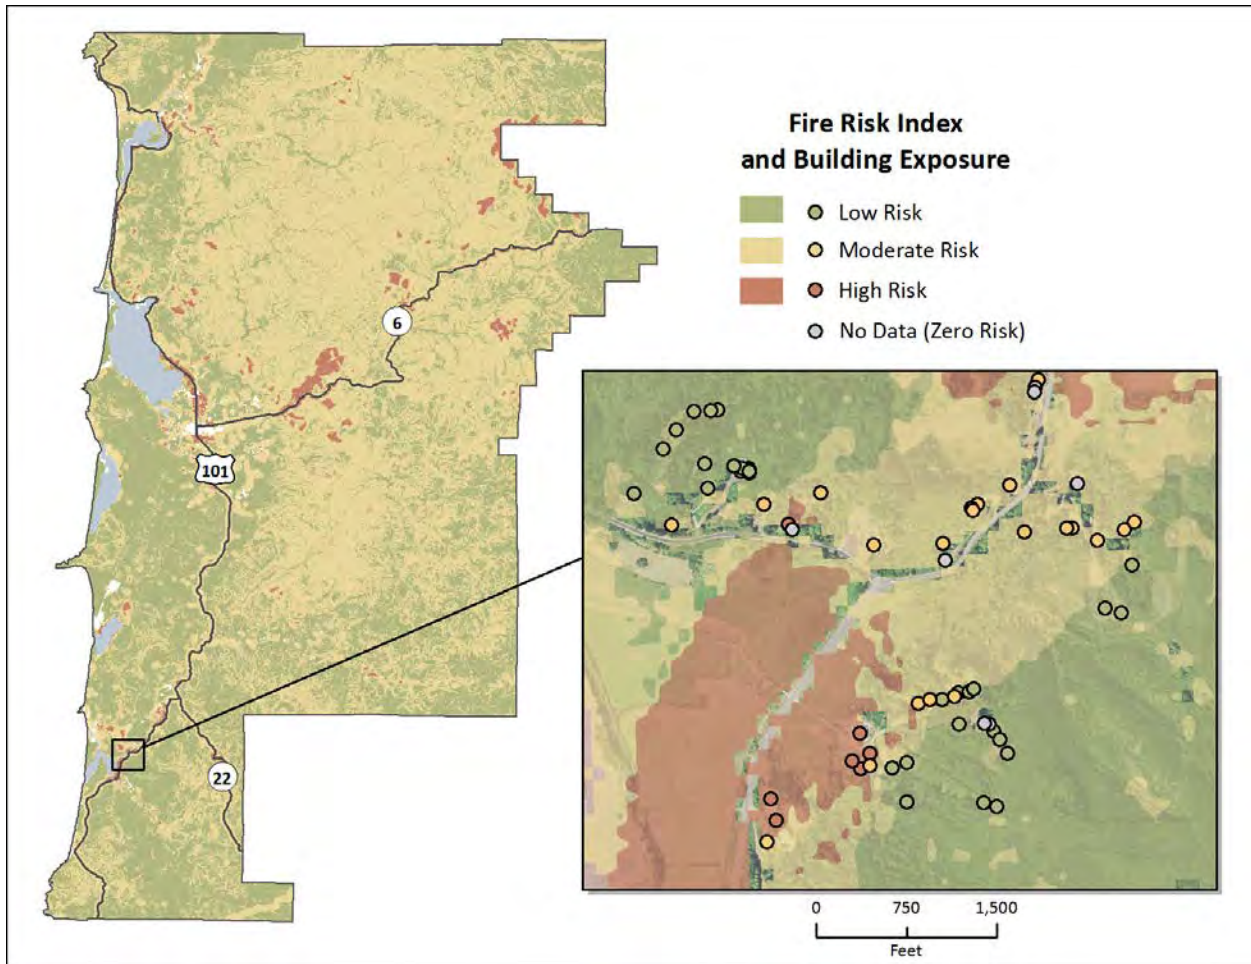 Fire Risk Index
and Building Exposure
Low Risk
Moderate Risk
High Risk
No Data (Zero Risk)
6
101
22
0 750 1,500
Feet